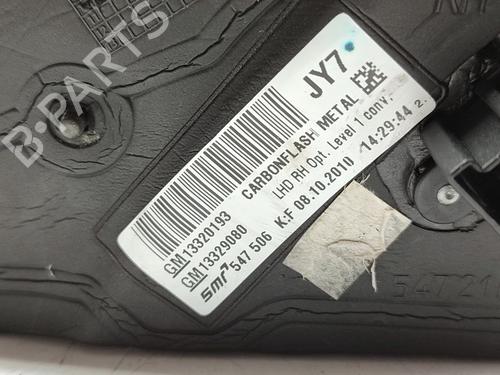 B-PARTS
JY7
CARBONFLASH METAL
LHD RH Opt. Level 1 conv.
GM13320193
GM13329080
smr 547 506 K:F 08.10.2010 14:29:44 2.